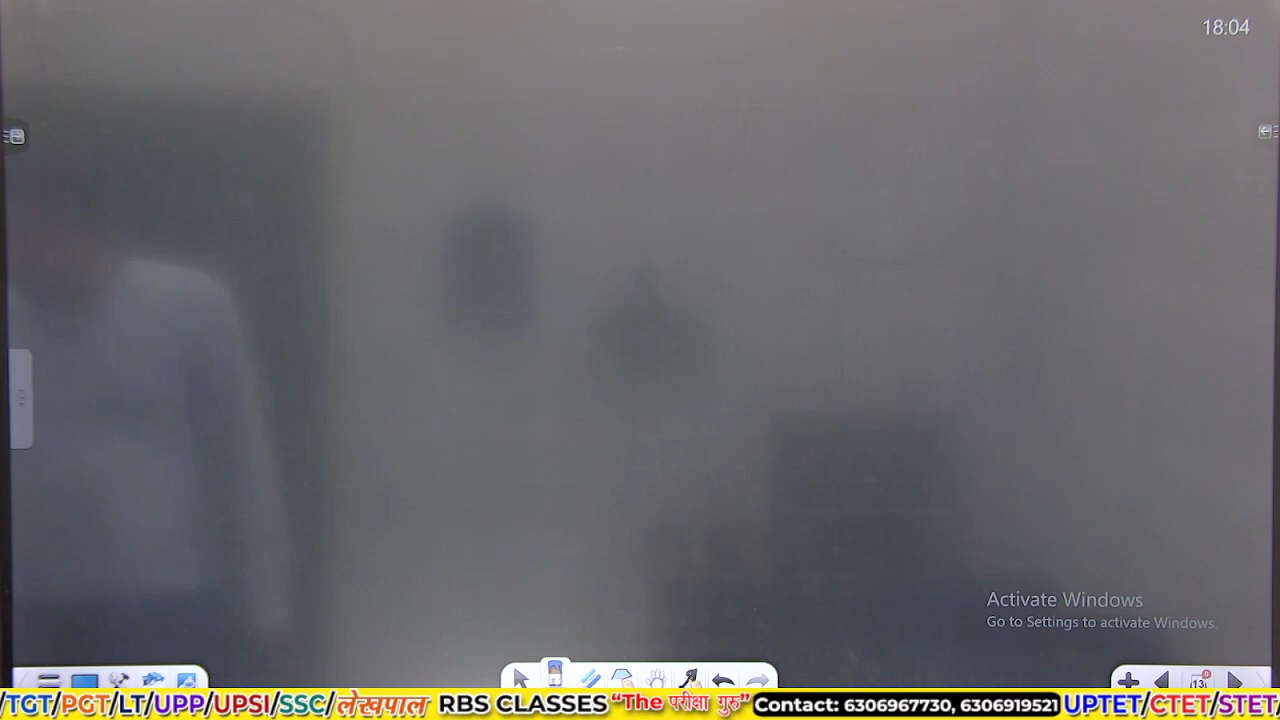 18:04
Activate Windows
Go to Settings to activate Windows.
13
/TGT/PGT/LT/UPP/UPSI/SSC/लेखपाल RBS CLASSES “The परीक्षा गुरु” Contact: 6306967730, 6306919521 UPTET/CTET/STET